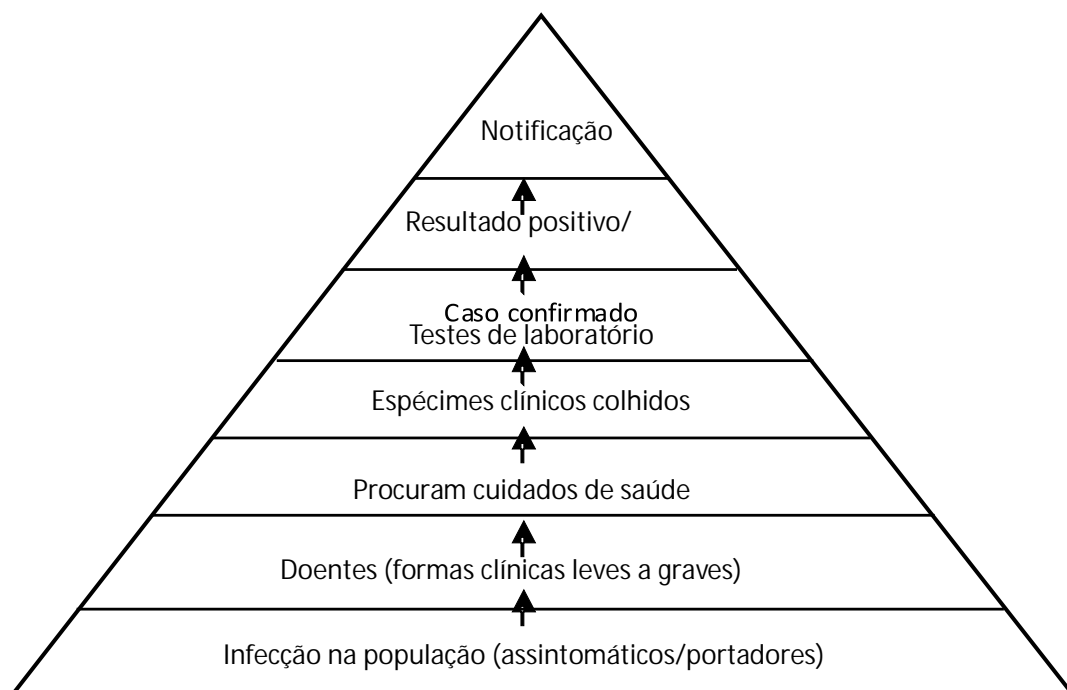 Notificação
Resultado positivo/
Caso confirmado
Testes de laboratório
Espécimes clínicos colhidos
Procuram cuidados de saúde
Doentes (formas clínicas leves a graves)
Infecção na população (assintomáticos/portadores)